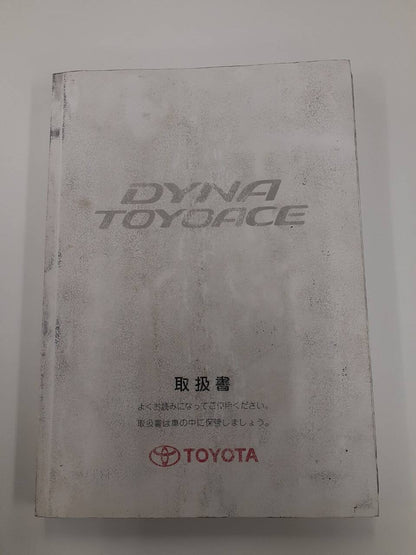 DYNA
TOYOACE
取扱書
よくお読みになってご使用ください。
取扱書は車の中に保管しましょう。
TOYOTA